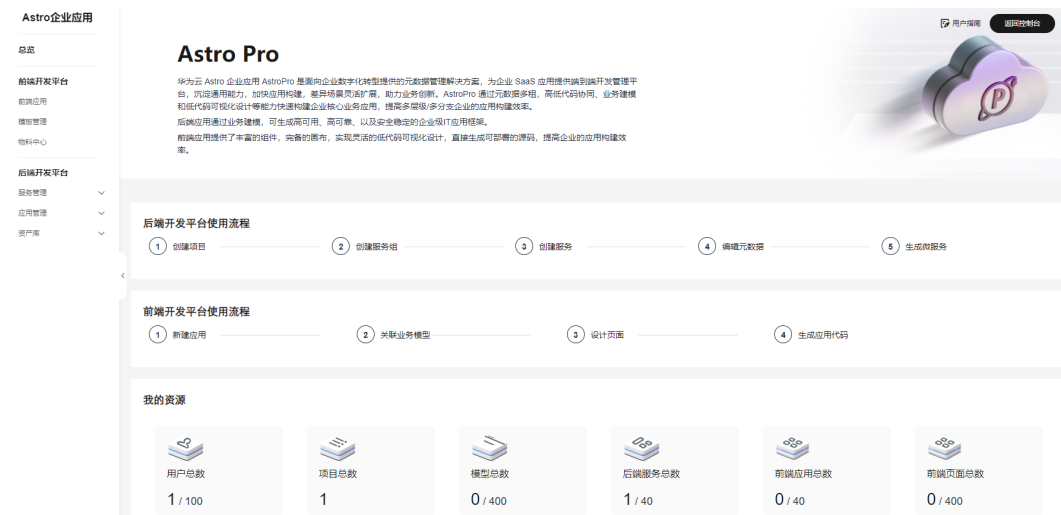 Astro企业应用
总览
前端开发平台
前端应用
模板管理
物料中心
后端开发平台
服务管理
应用管理
资产库
用户指南
返回控制台
Astro Pro
华为云 Astro 企业应用 AstroPro 是面向企业数字化转型提供的元数据管理解决方案，为企业 SaaS 应用提供端到端开发管理平
台，沉淀通用能力，加快应用构建，差异场景灵活扩展，助力业务创新。AstroPro 通过元数据多租，高低代码协同、业务建模
和低代码可视化设计等能力快速构建企业核心业务应用，提高多层级/多分支企业的应用构建效率。
后端应用通过业务建模，可生成高可用、高可靠、以及安全稳定的企业级IT应用框架。
前端应用提供了丰富的组件，完备的画布，实现灵活的低代码可视化设计，直接生成可部署的源码，提高企业的应用构建效
率。
P
后端开发平台使用流程
1 创建项目
2 创建服务组
3 创建服务
4 编辑元数据
5 生成微服务
前端开发平台使用流程
1 新建应用
2 关联业务模型
3 设计页面
4 生成应用代码
我的资源
用户总数
1 / 100
项目总数
1
模型总数
0 / 400
后端服务总数
1 / 40
前端应用总数
0 / 40
前端页面总数
0 / 400